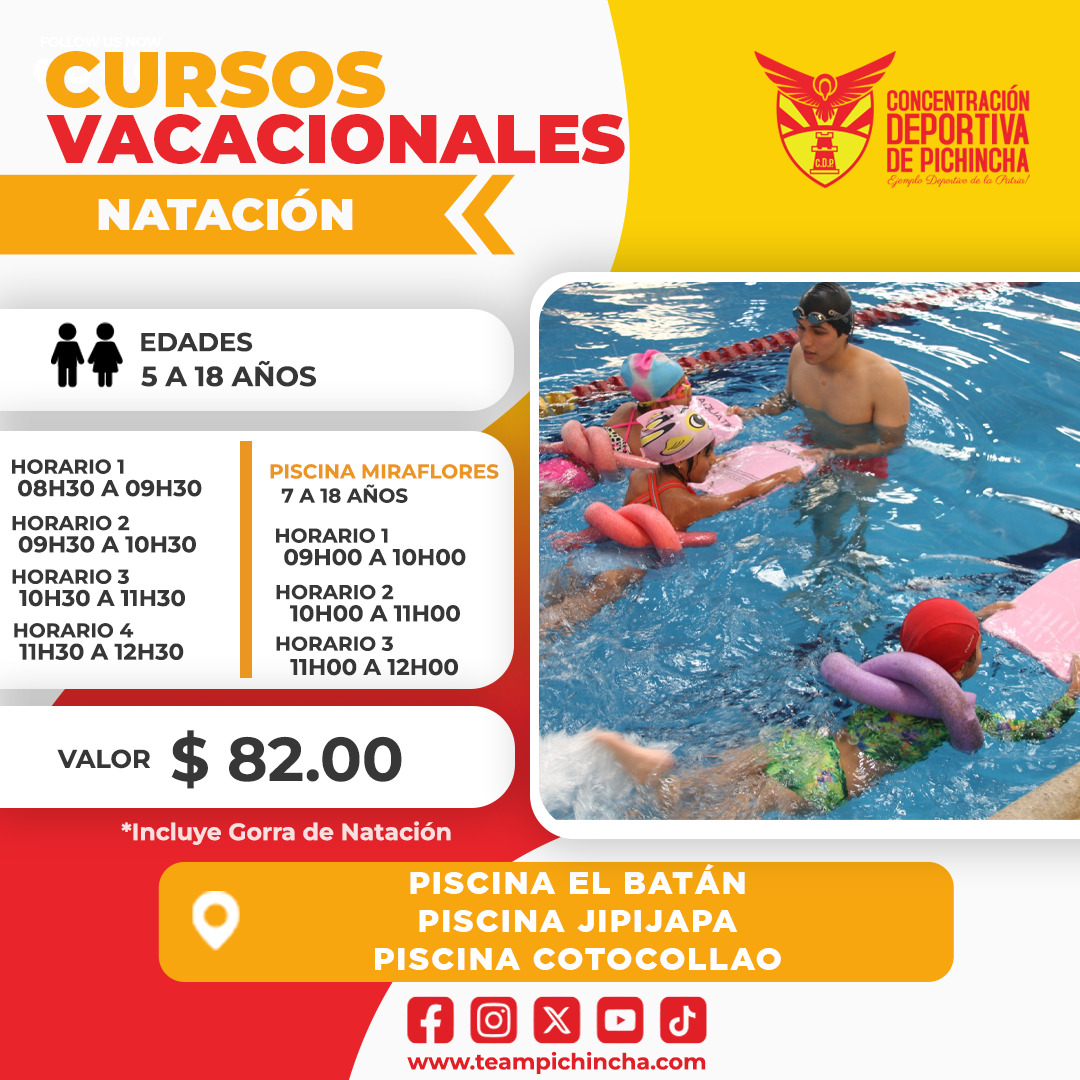 FOLLOW US NOW
CURSOS
VACACIONALES
NATACIÓN
C.D.P.
CONCENTRACIÓN
DEPORTIVA
DE PICHINCHA
Ejemplo Deportivo de la Patria!
EDADES
5 A 18 AÑOS
HORARIO 1
08H30 A 09H30
HORARIO 2
09H30 A 10H30
HORARIO 3
10H30 A 11H30
HORARIO 4
11H30 A 12H30
PISCINA MIRAFLORES
7 A 18 AÑOS
HORARIO 1
09H00 A 10H00
HORARIO 2
10H00 A 11H00
HORARIO 3
11H00 A 12H00
VALOR $ 82.00
*Incluye Gorra de Natación
PISCINA EL BATÁN
PISCINA JIPIJAPA
PISCINA COTOCOLLAO
www.teampichincha.com